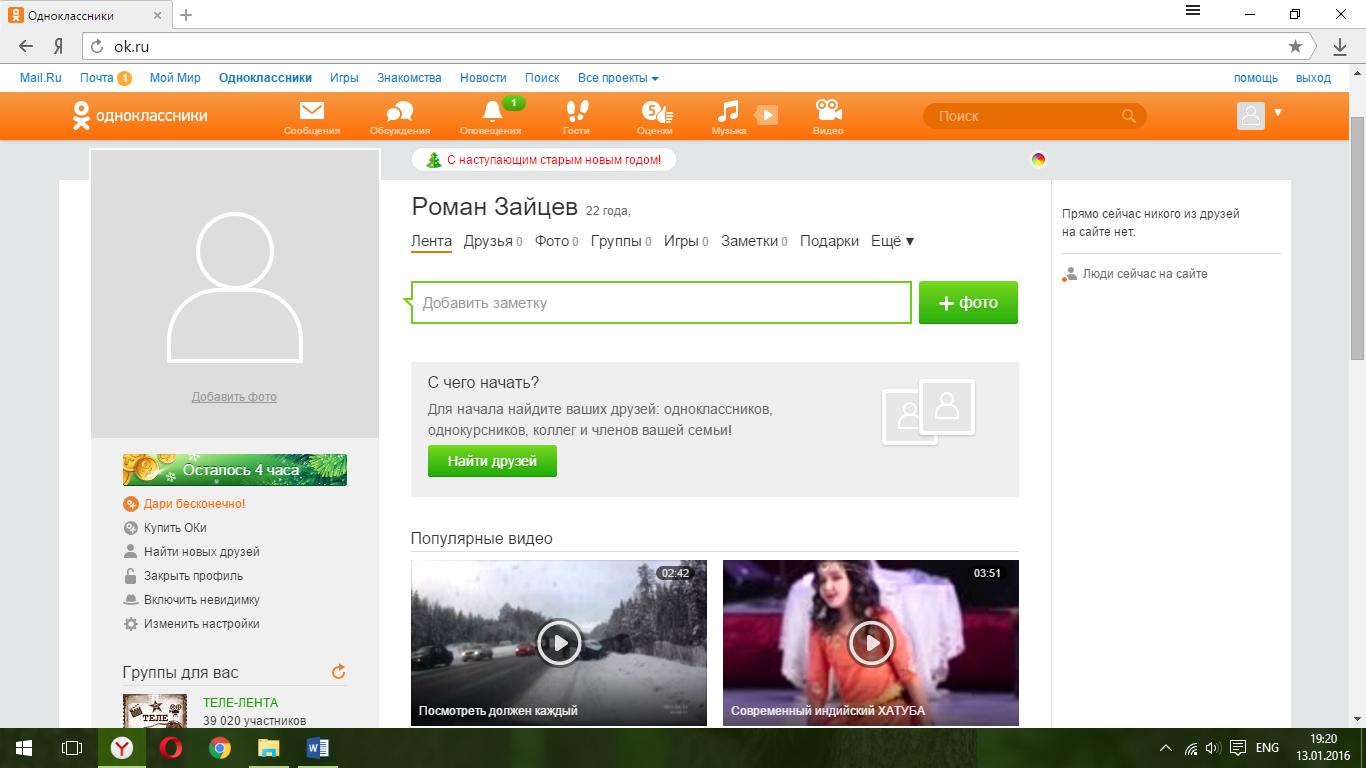 Одноклассники
ok.ru
Mail.Ru Почта 1 Мой Мир Одноклассники Игры Знакомства Новости Поиск Все проекты помощь выход
одноклассники
1
5
Сообщения Обсуждения Оповещения Гости Оценки Музыка Видео
Поиск
С наступающим старым новым годом!
Роман Зайцев 22 года,
Лента Друзья 0 Фото 0 Группы 0 Игры 0 Заметки 0 Подарки Ещё
Добавить заметку
+ фото
Прямо сейчас никого из друзей
на сайте нет.
Люди сейчас на сайте
Добавить фото
С чего начать?
Для начала найдите ваших друзей: одноклассников,
однокурсников, коллег и членов вашей семьи!
Найти друзей
Осталось 4 часа
Дари бесконечно!
Купить ОКи
Найти новых друзей
Закрыть профиль
Включить невидимку
Изменить настройки
Группы для вас
ТЕЛЕ
ТЕЛЕ-ЛЕНТА
39 020 участников
Популярные видео
02:42
Посмотреть должен каждый
03:51
Современный индийский ХАТУБА
ENG
19:20
13.01.2016